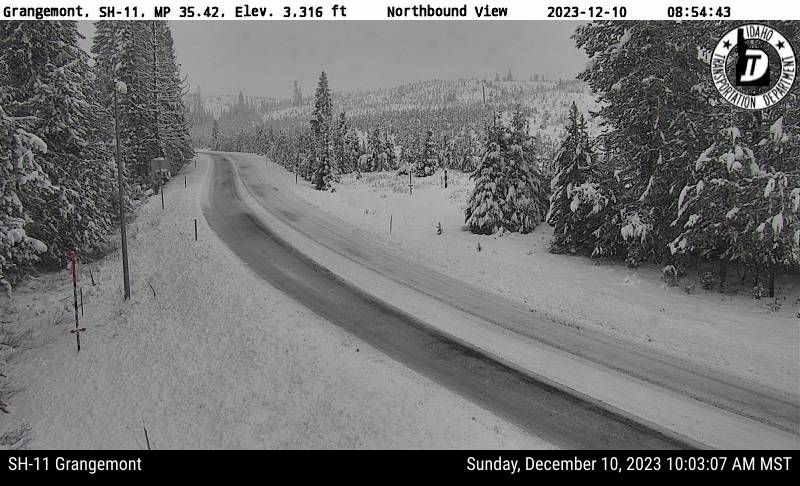 Grangemont, SH-11, MP 35.42, Elev. 3,316 ft Northbound View 2023-12-10 08:54:43
IDAHO
TRANSPORTATION DEPARTMENT
SH-11 Grangemont Sunday, December 10, 2023 10:03:07 AM MST